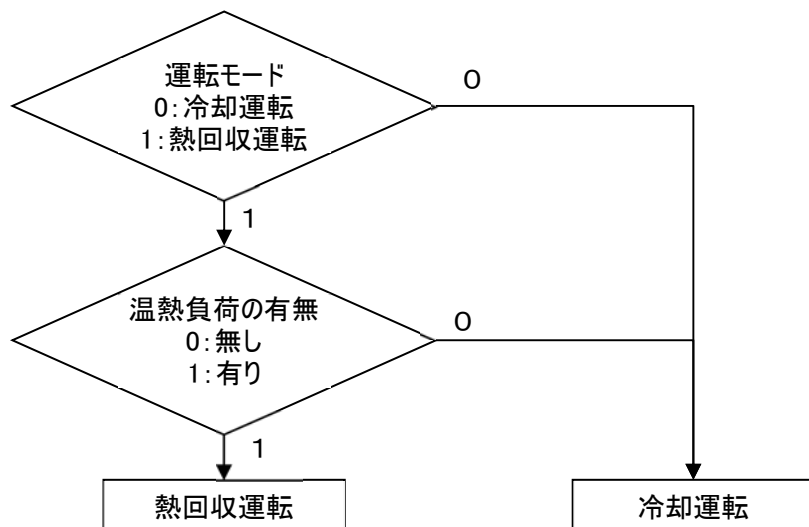 運転モード
0
0:冷却運転
1:熱回収運転
1
温熱負荷の有無
0
0:無し
1:有り
1
熱回収運転
冷却運転